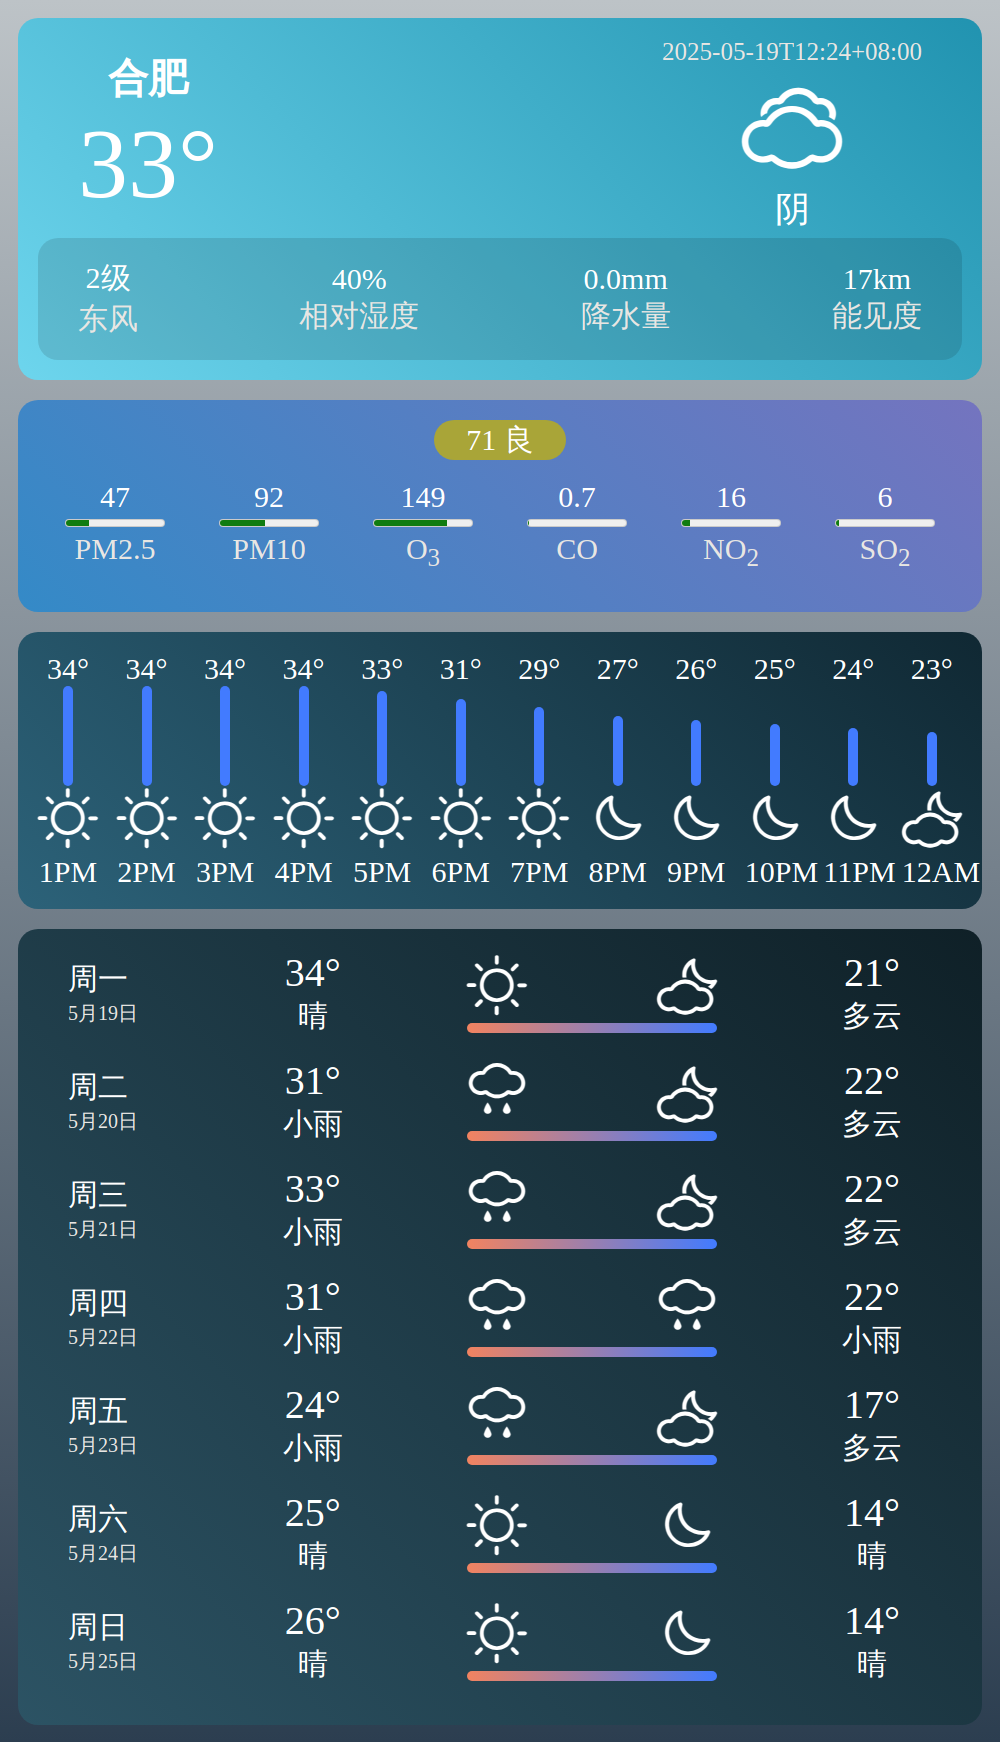 合肥
2025-05-19T12:24+08:00
33°
阴
2级 40% 0.0mm 17km
东风 相对湿度 降水量 能见度
71 良
47 92 149 0.7 16 6
PM2.5 PM10 O3 CO NO2 SO2
34° 34° 34° 34° 33° 31° 29° 27° 26° 25° 24° 23°
1PM 2PM 3PM 4PM 5PM 6PM 7PM 8PM 9PM 10PM 11PM 12AM
周一 34° 21°
5月19日 晴 多云
周二 31° 22°
5月20日 小雨 多云
周三 33° 22°
5月21日 小雨 多云
周四 31° 22°
5月22日 小雨 小雨
周五 24° 17°
5月23日 小雨 多云
周六 25° 14°
5月24日 晴 晴
周日 26° 14°
5月25日 晴 晴